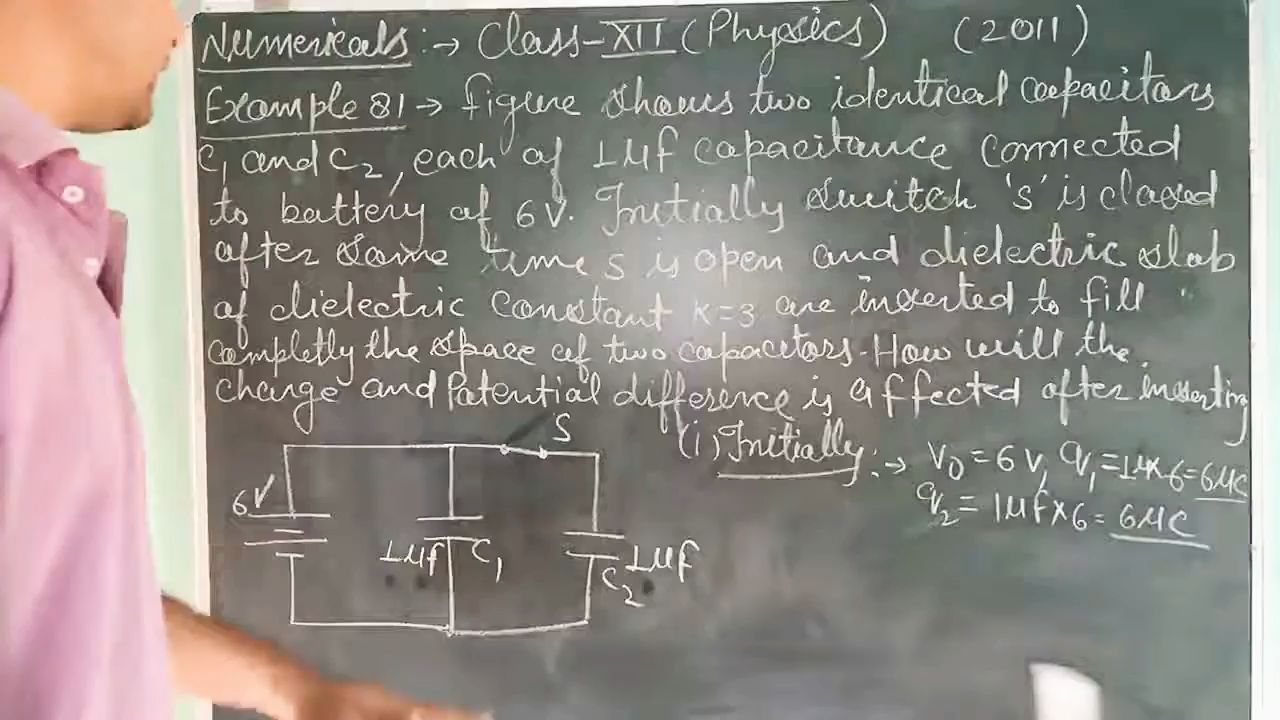 Numericals :→ Class-XII (Physics) (2011)
Example 81 → figure shows two identical capacitors
C₁ and C₂, each of 1μf capacitance connected
to battery of 6V. Initially switch 's' is closed
after some time s is open and dielectric slab
of dielectric constant K=3 are inserted to fill
completly the space of two capacitors. How will the
charge and Potential difference is affected after inserting
(i) Initially :→ V₀ = 6V, q₁ = 1μx6 = 6μC
q₂ = 1μf x 6 = 6μC
S
6V
1μf C₁
1μf
C₂